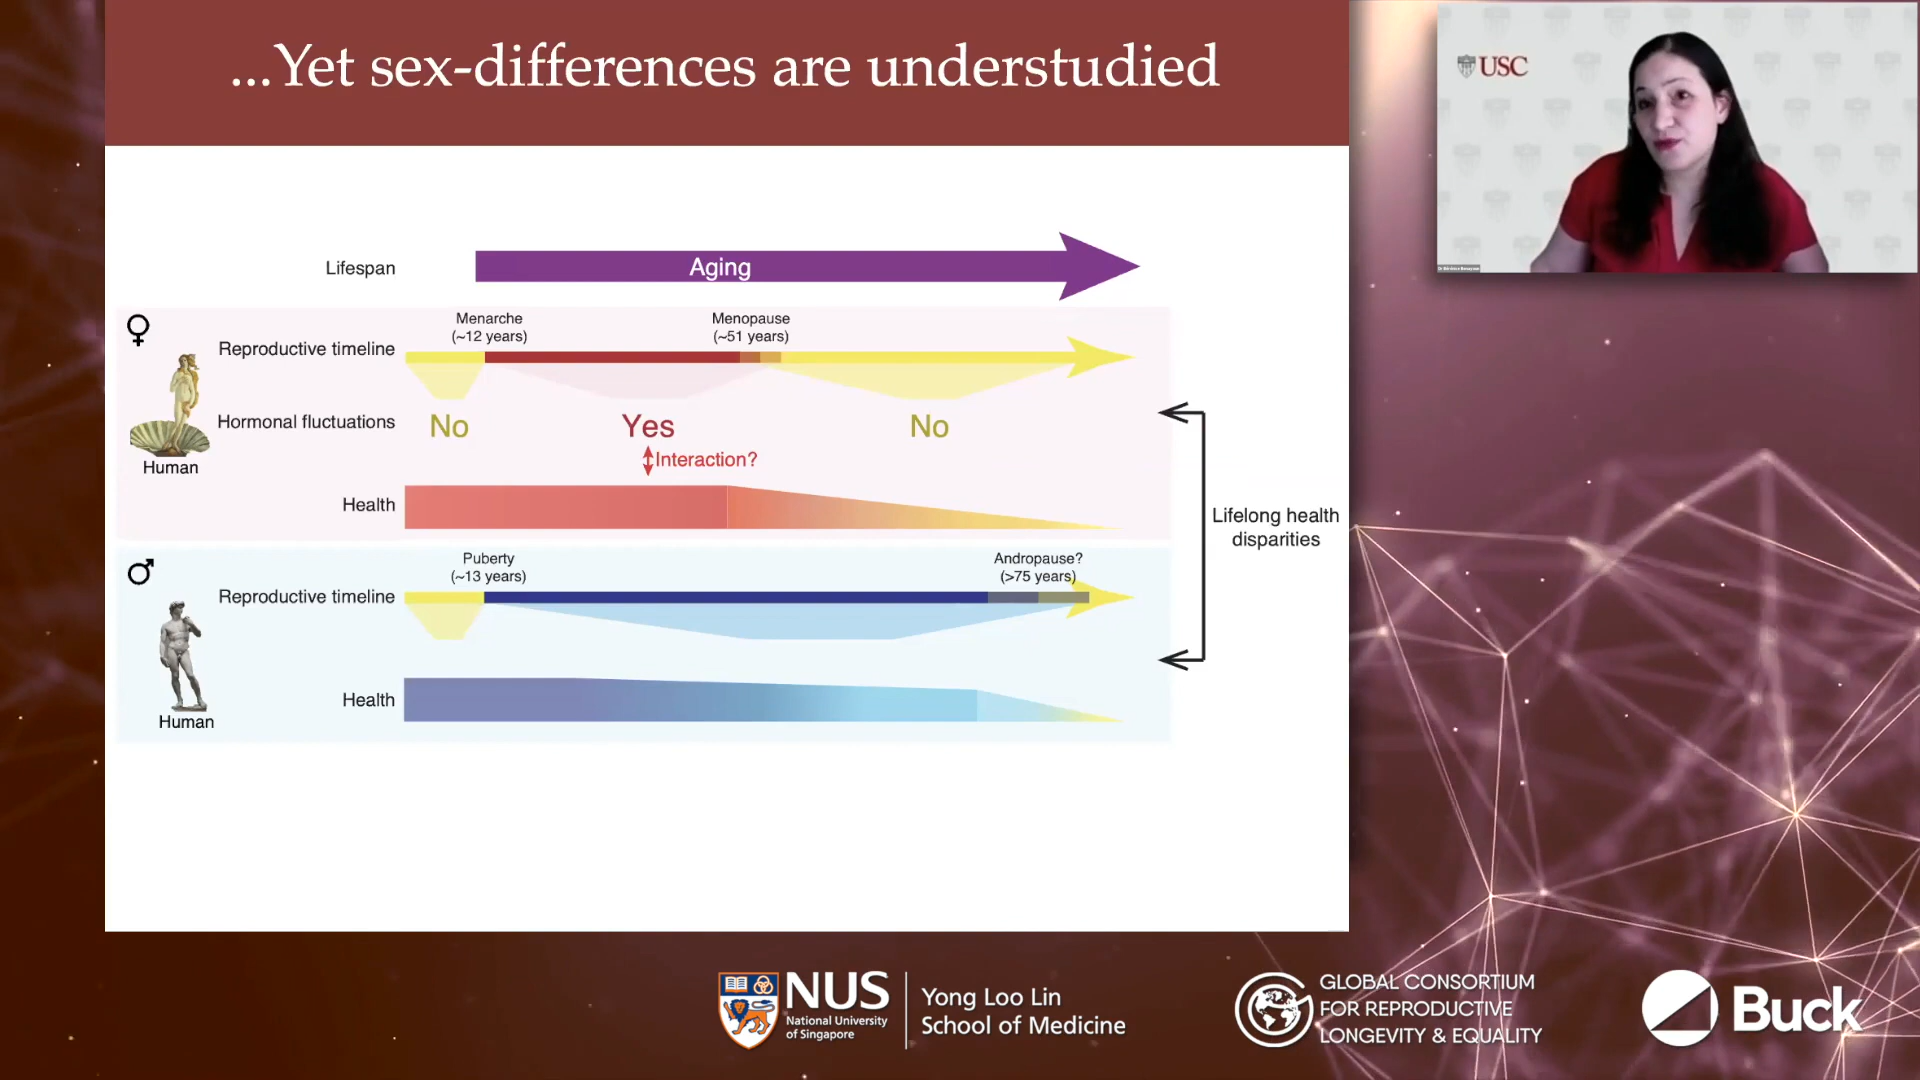 ...Yet sex-differences are understudied
USC
Lifespan
Aging
♀
Menarche
(~12 years)
Menopause
(~51 years)
Reproductive timeline
Hormonal fluctuations
No
Yes
No
Interaction?
Human
Health
Lifelong health
disparities
♂
Puberty
(~13 years)
Andropause?
(>75 years)
Reproductive timeline
Health
Human
NUS
National University
of Singapore
Yong Loo Lin
School of Medicine
GLOBAL CONSORTIUM
FOR REPRODUCTIVE
LONGEVITY & EQUALITY
Buck